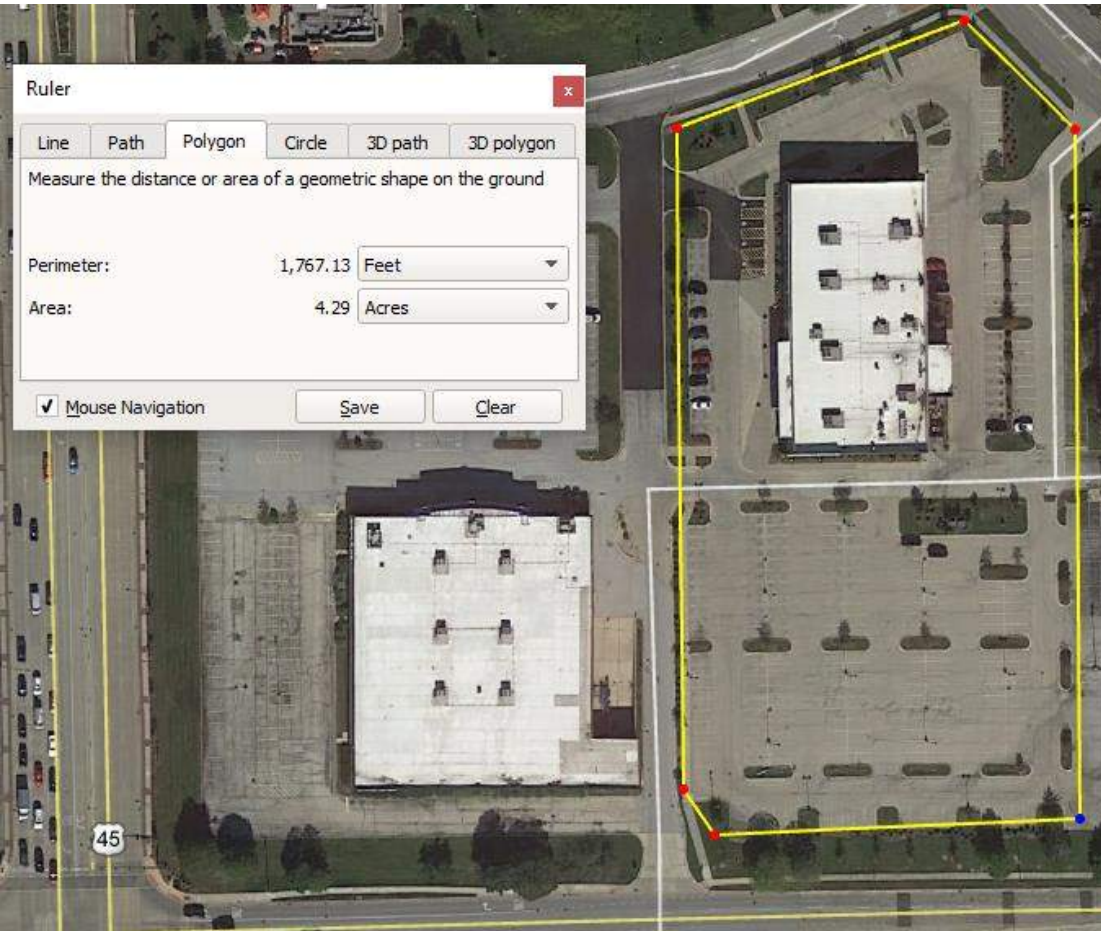 Ruler
x
Line Path Polygon Circle 3D path 3D polygon
Measure the distance or area of a geometric shape on the ground
Perimeter: 1,767.13 Feet
Area: 4.29 Acres
Mouse Navigation Save Clear
45